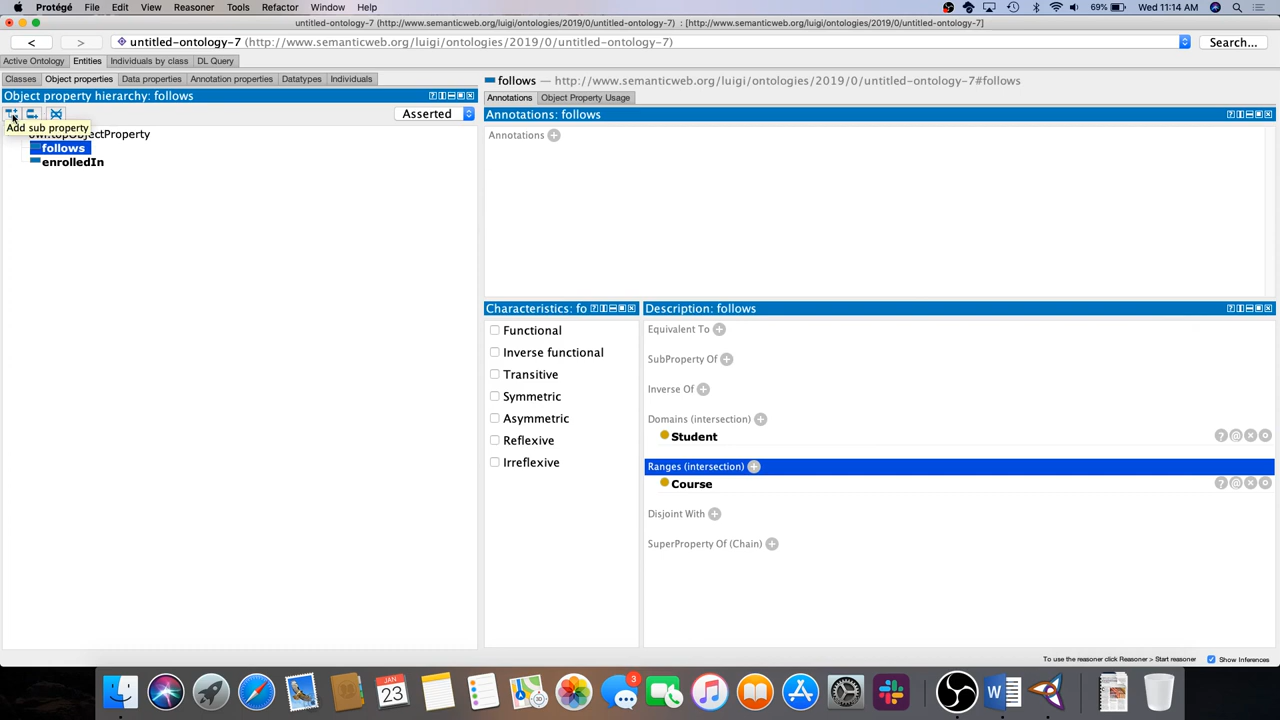 Protégé File Edit View Reasoner Tools Refactor Window Help 69% Wed 11:14 AM
untitled-ontology-7 (http://www.semanticweb.org/luigi/ontologies/2019/0/untitled-ontology-7) : [http://www.semanticweb.org/luigi/ontologies/2019/0/untitled-ontology-7]
< > untitled-ontology-7 (http://www.semanticweb.org/luigi/ontologies/2019/0/untitled-ontology-7) Search...
Active Ontology Entities Individuals by class DL Query
Classes Object properties Data properties Annotation properties Datatypes Individuals
Object property hierarchy: follows
Asserted
Add sub property
owl:topObjectProperty
follows
enrolledIn
follows — http://www.semanticweb.org/luigi/ontologies/2019/0/untitled-ontology-7#follows
Annotations Object Property Usage
Annotations: follows
Annotations
Characteristics: fo
Functional
Inverse functional
Transitive
Symmetric
Asymmetric
Reflexive
Irreflexive
Description: follows
Equivalent To
SubProperty Of
Inverse Of
Domains (intersection)
Student
Ranges (intersection)
Course
Disjoint With
SuperProperty Of (Chain)
To use the reasoner click Reasoner > Start reasoner Show Inferences
JAN
23
3
W